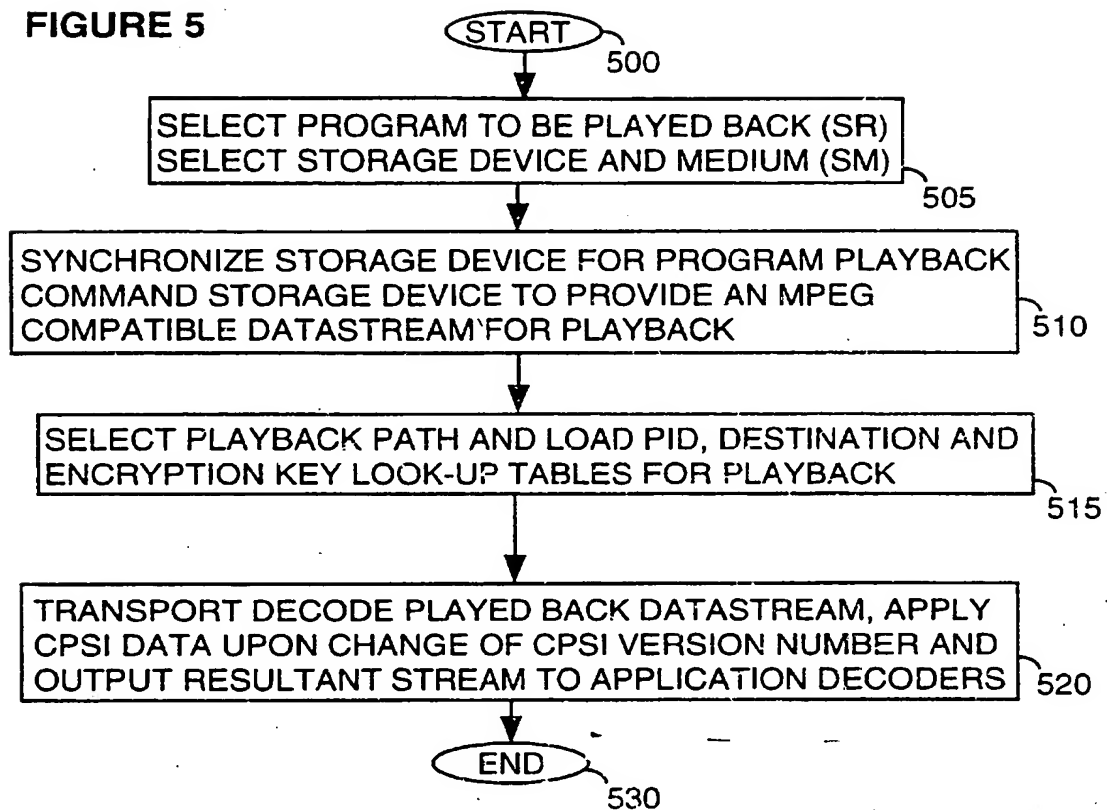 FIGURE 5
START
500
SELECT PROGRAM TO BE PLAYED BACK (SR)
SELECT STORAGE DEVICE AND MEDIUM (SM)
505
SYNCHRONIZE STORAGE DEVICE FOR PROGRAM PLAYBACK
COMMAND STORAGE DEVICE TO PROVIDE AN MPEG
COMPATIBLE DATASTREAM FOR PLAYBACK
510
SELECT PLAYBACK PATH AND LOAD PID, DESTINATION AND
ENCRYPTION KEY LOOK-UP TABLES FOR PLAYBACK
515
TRANSPORT DECODE PLAYED BACK DATASTREAM, APPLY
CPSI DATA UPON CHANGE OF CPSI VERSION NUMBER AND
OUTPUT RESULTANT STREAM TO APPLICATION DECODERS
520
END
530